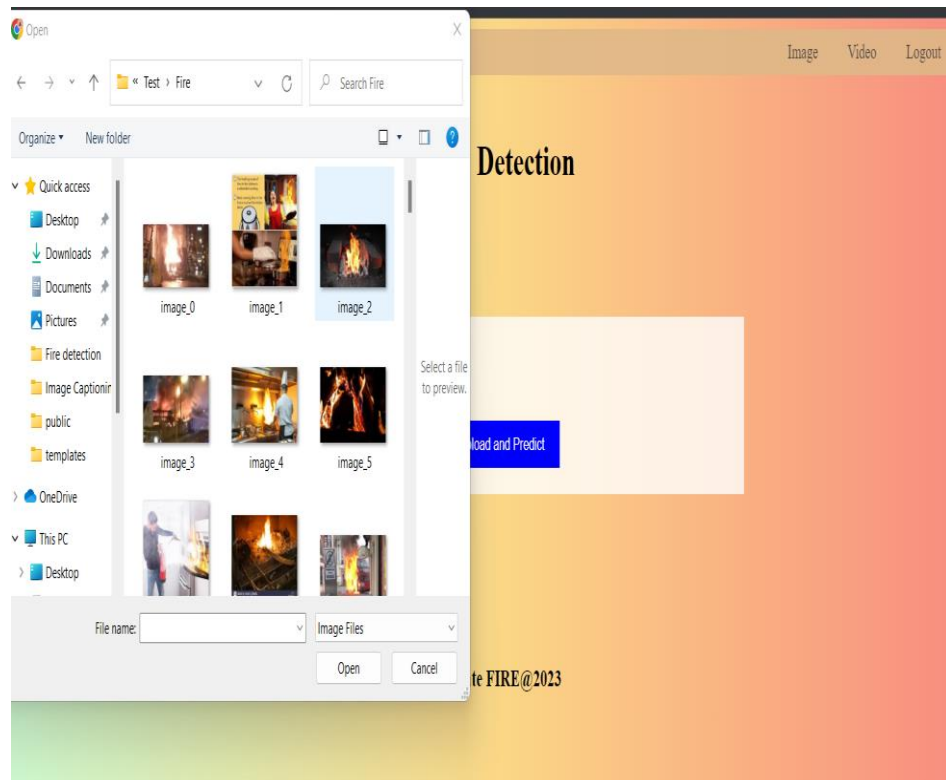 Open
Image Video Logout
« Test › Fire
Search Fire
Organize New folder
Detection
Quick access
Desktop
Downloads
Documents
Pictures
Fire detection
Image Captionir
public
templates
OneDrive
This PC
Desktop
image_0 image_1 image_2
image_3 image_4 image_5
Select a file
to preview.
load and Predict
File name:
Image Files
Open Cancel
te FIRE@2023